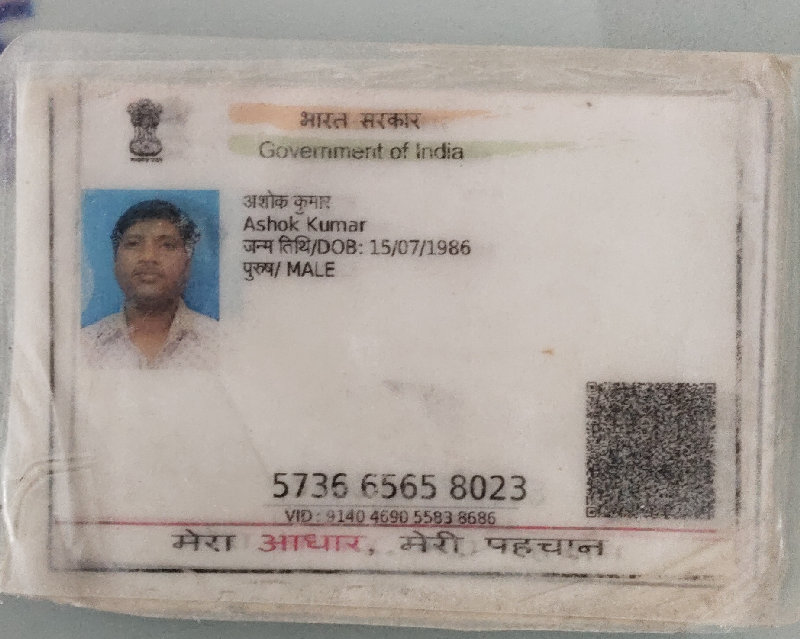 भारत सरकार
Government of India
अशोक कुमार
Ashok Kumar
जन्म तिथि/DOB: 15/07/1986
पुरुष/ MALE
5736 6565 8023
VID : 9140 4690 5583 8686
मेरा आधार, मेरी पहचान